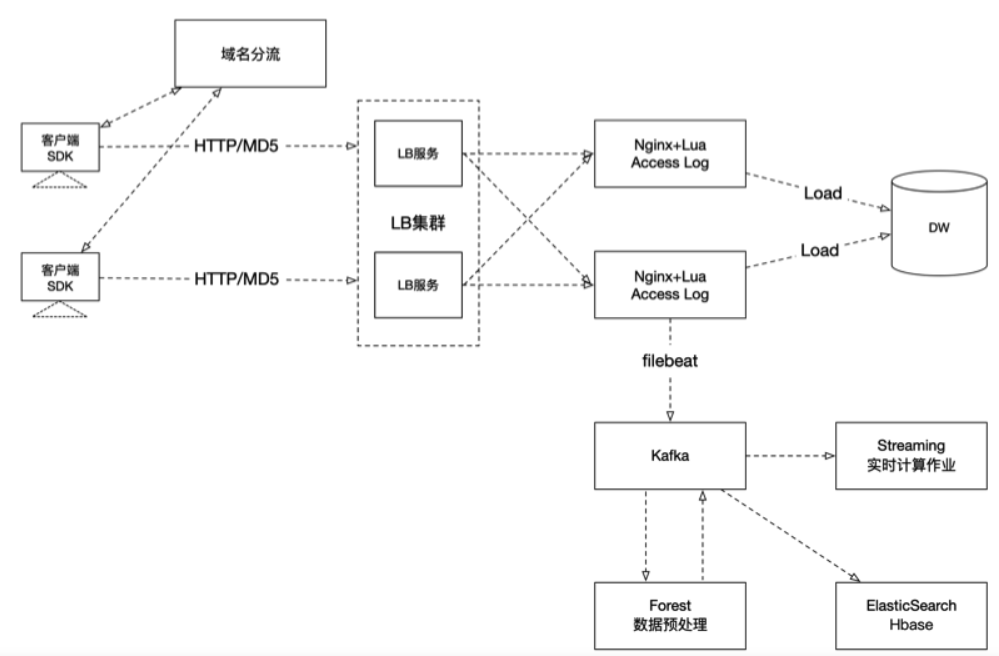 域名分流
客户端
SDK
HTTP/MD5
LB服务
Nginx+Lua
Access Log
Load
LB集群
DW
客户端
SDK
HTTP/MD5
LB服务
Nginx+Lua
Access Log
Load
filebeat
Kafka
Streaming
实时计算作业
Forest
数据预处理
ElasticSearch
Hbase